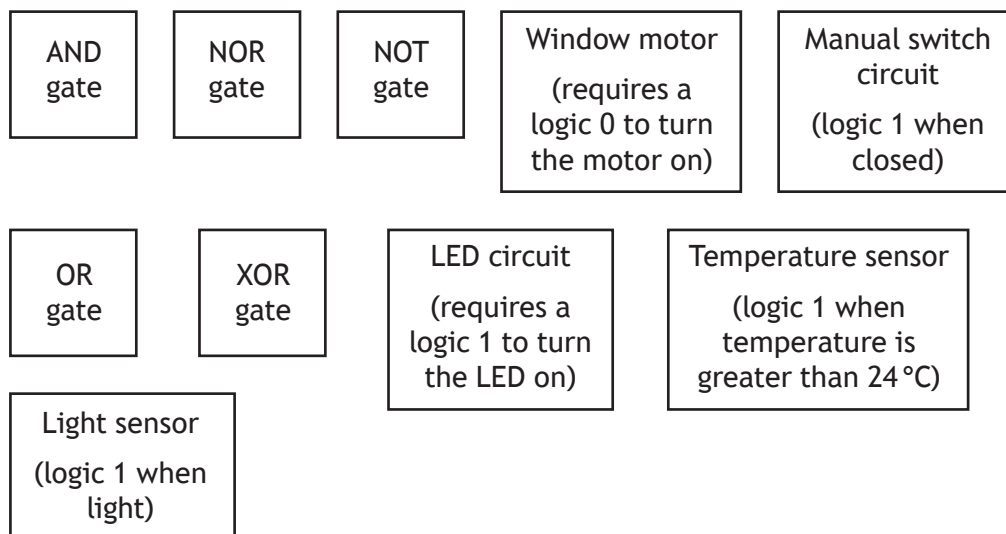 AND
gate
NOR
gate
NOT
gate
Window motor
(requires a
logic 0 to turn
the motor on)
Manual switch
circuit
(logic 1 when
closed)
OR
gate
XOR
gate
LED circuit
(requires a
logic 1 to turn
the LED on)
Temperature sensor
(logic 1 when
temperature is
greater than 24 °C)
Light sensor
(logic 1 when
light)